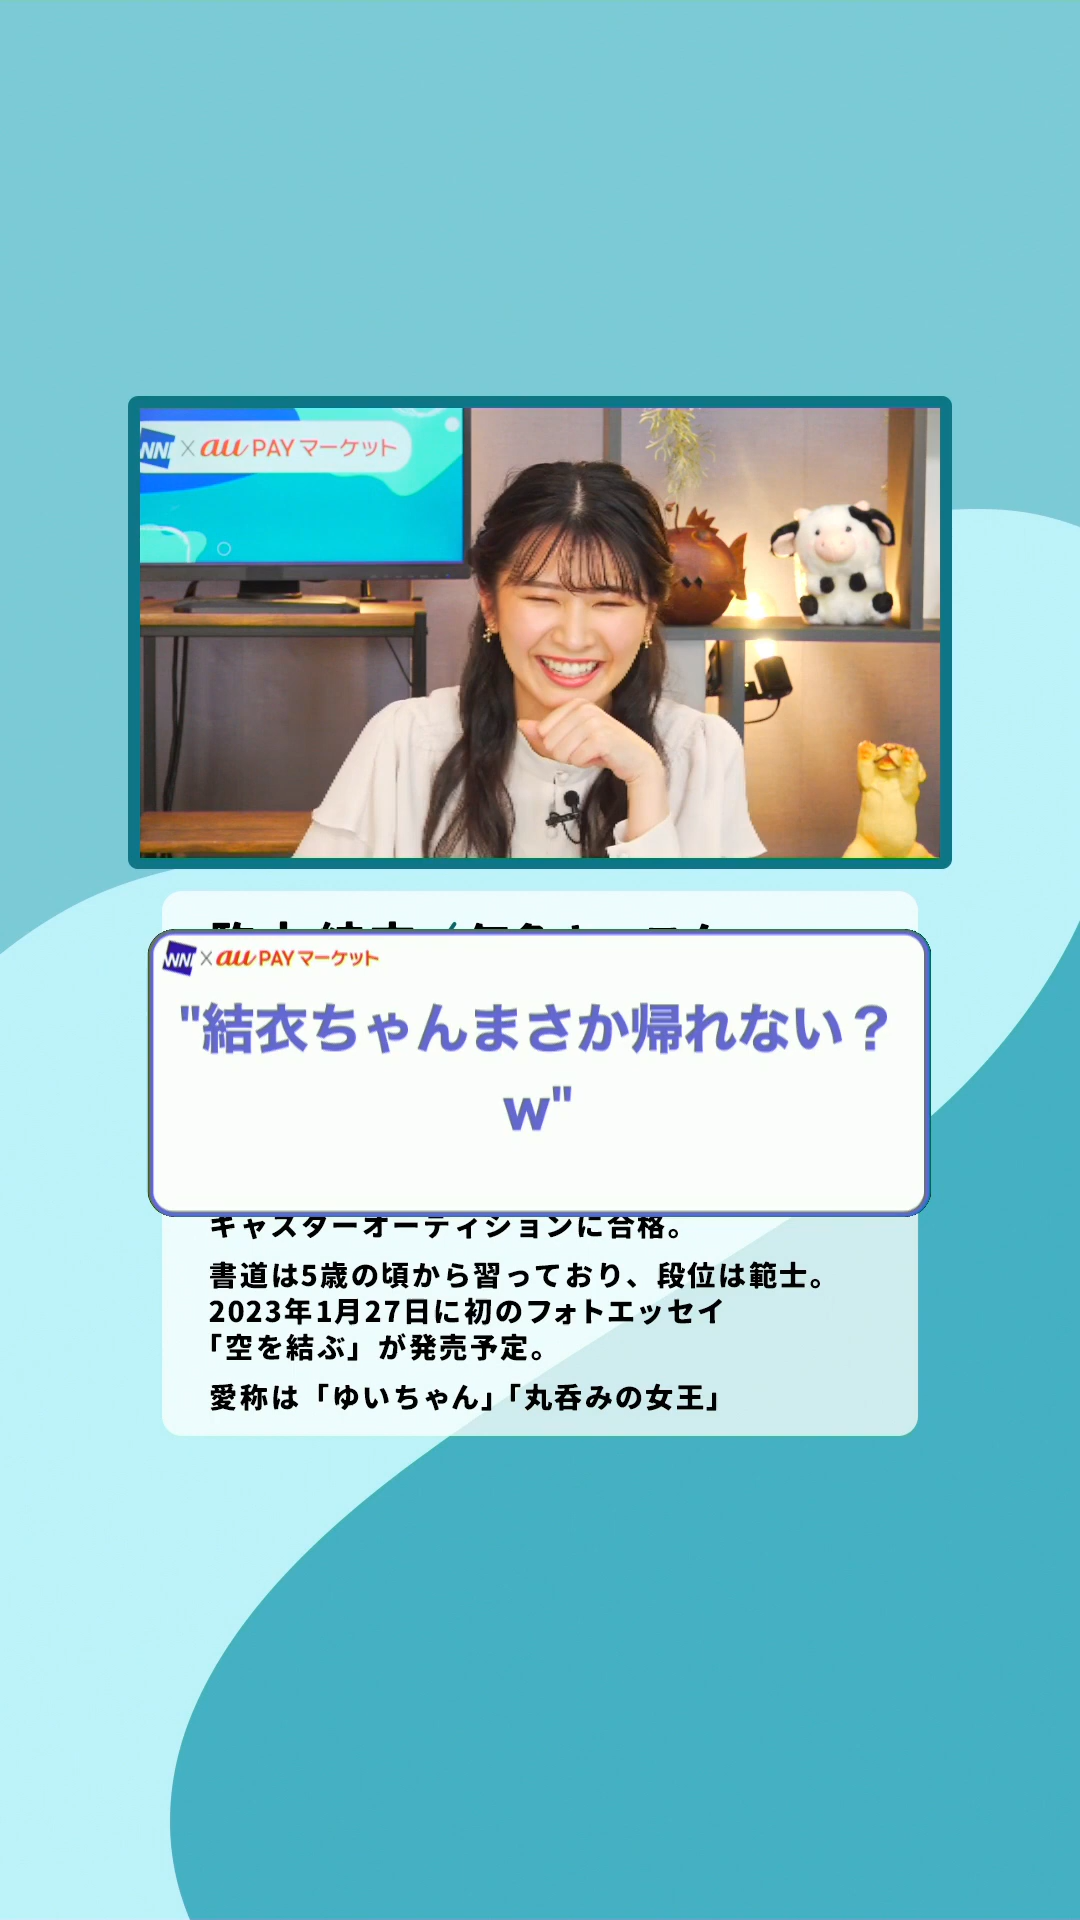 WNI × au PAY マーケット
WNI × au PAY マーケット
"結衣ちゃんまさか帰れない？
w"
キャスターオーディションに合格。
書道は5歳の頃から習っており、段位は範士。
2023年1月27日に初のフォトエッセイ
「空を結ぶ」が発売予定。
愛称は「ゆいちゃん」「丸呑みの女王」